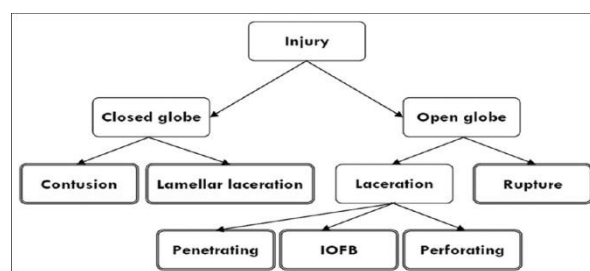 Injury
Closed globe
Open globe
Contusion
Lamellar laceration
Laceration
Rupture
Penetrating
IOFB
Perforating